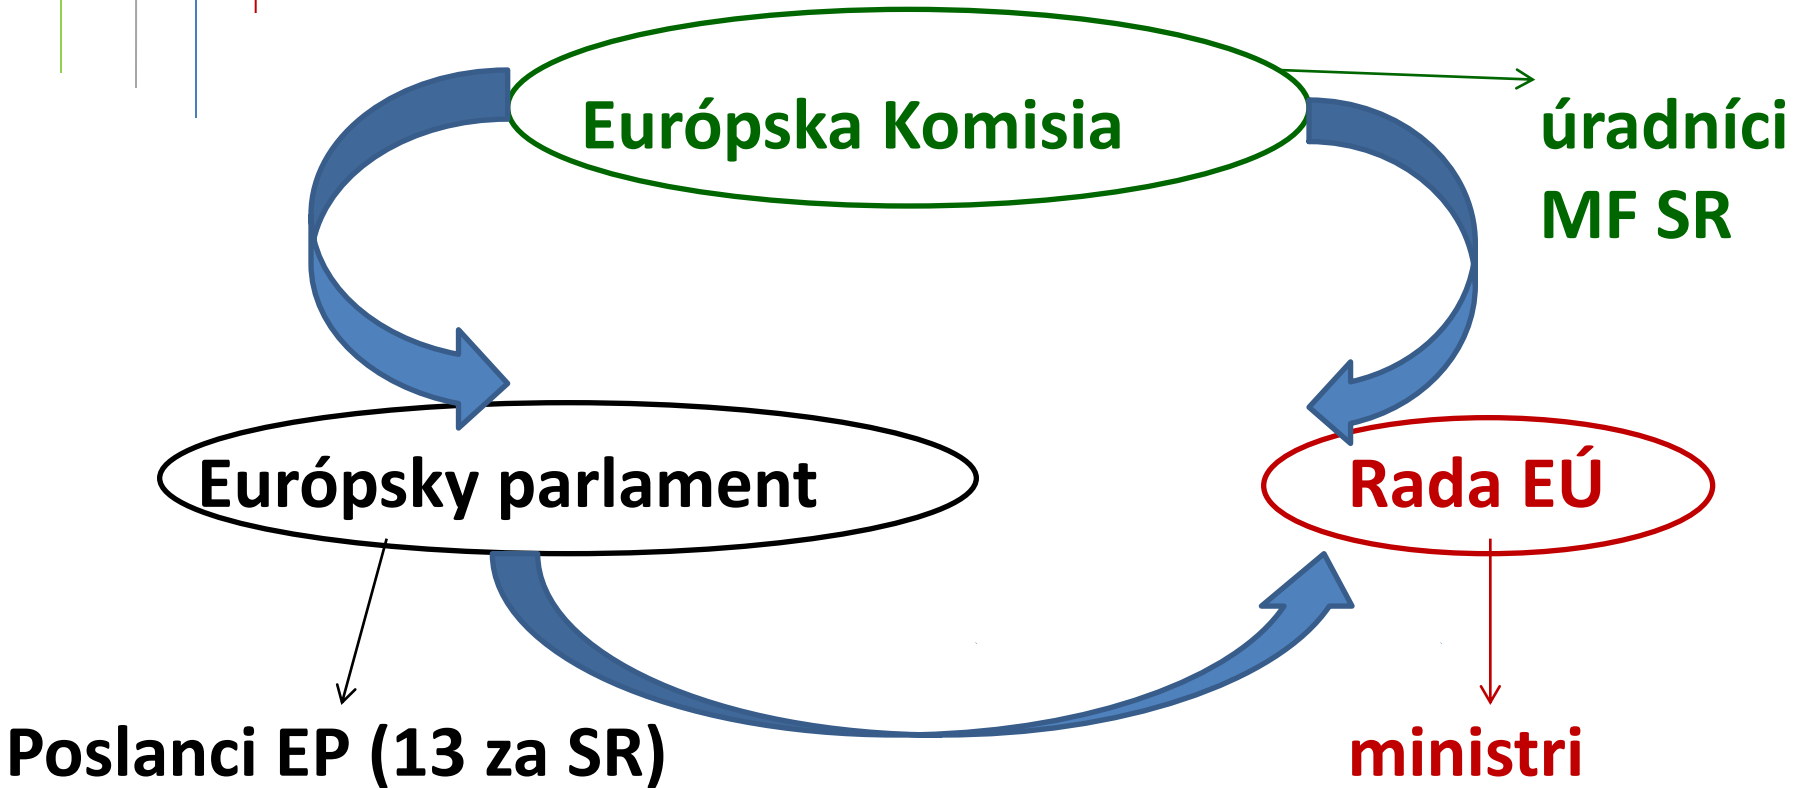 Európska Komisia
úradníci
MF SR
Európsky parlament
Rada EÚ
Poslanci EP (13 za SR)
ministri